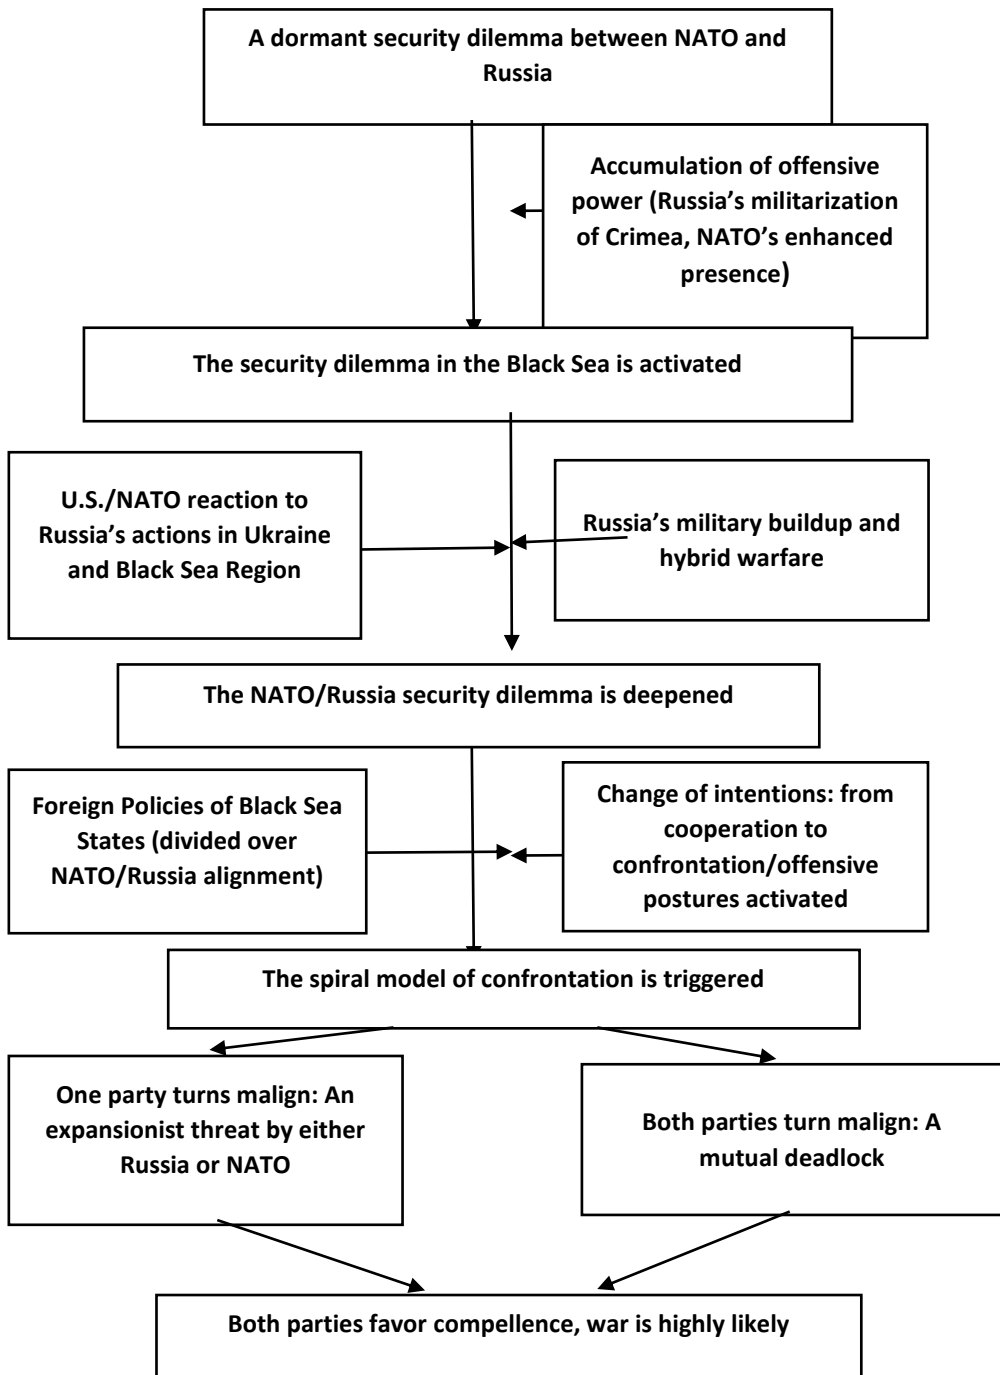 A dormant security dilemma between NATO and
Russia
Accumulation of offensive
power (Russia’s militarization
of Crimea, NATO’s enhanced
presence)
The security dilemma in the Black Sea is activated
U.S./NATO reaction to
Russia’s actions in Ukraine
and Black Sea Region
Russia’s military buildup and
hybrid warfare
The NATO/Russia security dilemma is deepened
Foreign Policies of Black Sea
States (divided over
NATO/Russia alignment)
Change of intentions: from
cooperation to
confrontation/offensive
postures activated
The spiral model of confrontation is triggered
One party turns malign: An
expansionist threat by either
Russia or NATO
Both parties turn malign: A
mutual deadlock
Both parties favor compellence, war is highly likely